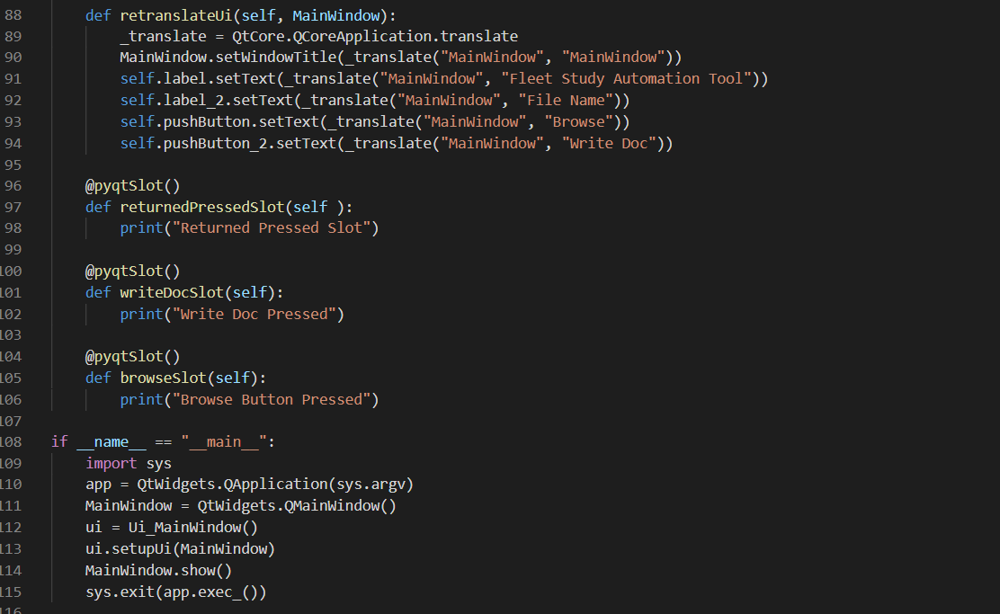 88 def retranslateUi(self, MainWindow):
89 _translate = QtCore.QCoreApplication.translate
90 MainWindow.setWindowTitle(_translate("MainWindow", "MainWindow"))
91 self.label.setText(_translate("MainWindow", "Fleet Study Automation Tool"))
92 self.label_2.setText(_translate("MainWindow", "File Name"))
93 self.pushButton.setText(_translate("MainWindow", "Browse"))
94 self.pushButton_2.setText(_translate("MainWindow", "Write Doc"))
95
96 @pyqtSlot()
97 def returnedPressedSlot(self ):
98 print("Returned Pressed Slot")
99
100 @pyqtSlot()
101 def writeDocSlot(self):
102 print("Write Doc Pressed")
103
104 @pyqtSlot()
105 def browseSlot(self):
106 print("Browse Button Pressed")
107
108 if __name__ == "__main__":
109 import sys
110 app = QtWidgets.QApplication(sys.argv)
111 MainWindow = QtWidgets.QMainWindow()
112 ui = Ui_MainWindow()
113 ui.setupUi(MainWindow)
114 MainWindow.show()
115 sys.exit(app.exec_())
116